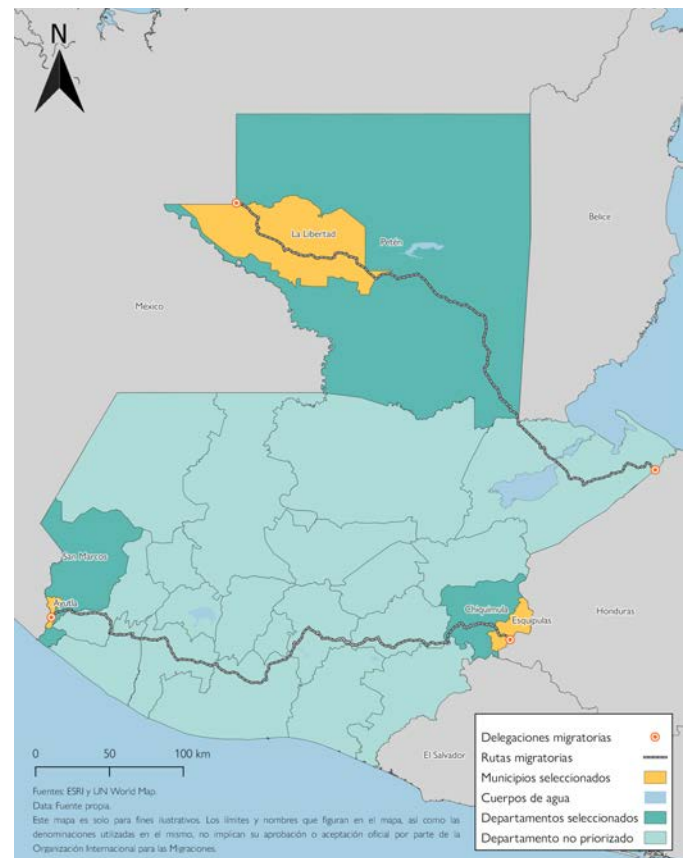 N
La Libertad
Petén
Belice
México
San Marcos
Ayutla
Chiquimula
Esquipulas
Honduras
El Salvador
0 50 100 km
Fuentes: ESRI y UN World Map.
Data: Fuente propia.
Este mapa es solo para fines ilustrativos. Los límites y nombres que figuran en el mapa, así como las
denominaciones utilizadas en el mismo, no implican su aprobación o aceptación oficial por parte de la
Organización Internacional para las Migraciones.
Delegaciones migratorias
Rutas migratorias
Municipios seleccionados
Cuerpos de agua
Departamentos seleccionados
Departamento no priorizado